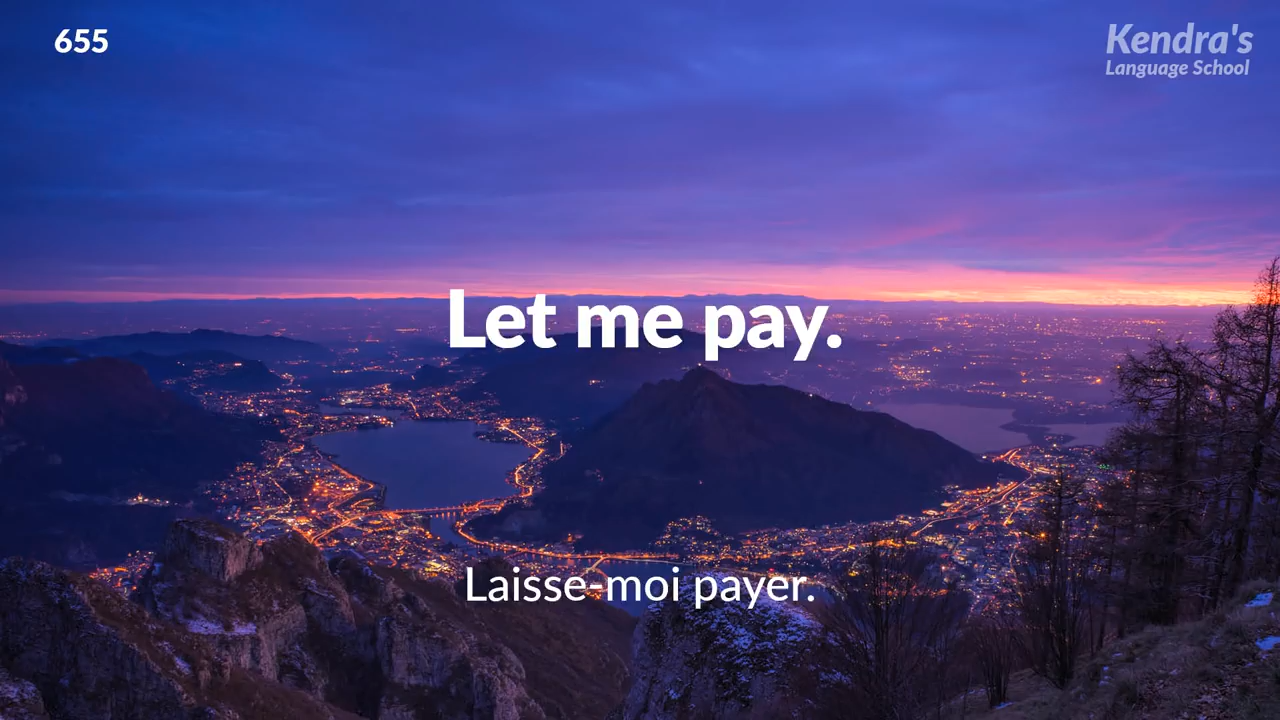 655
Kendra's
Language School
Let me pay.
Laisse-moi payer.